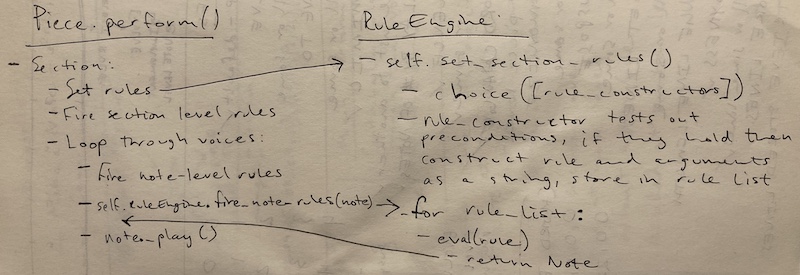 Piece.perform()
- Section:
- Set rules
- Fire section level rules
- Loop through voices:
- Fire note-level rules
- self.ruleEngine.fire_note_rules(note)
- note.play()
RuleEngine:
- self.set_section_rules()
- choice([rule_constructors])
- rule_constructor tests out
preconditions, if they hold then
construct rule and arguments
as a string, store in rule list
- for rule_list:
- eval(rule)
- return Note